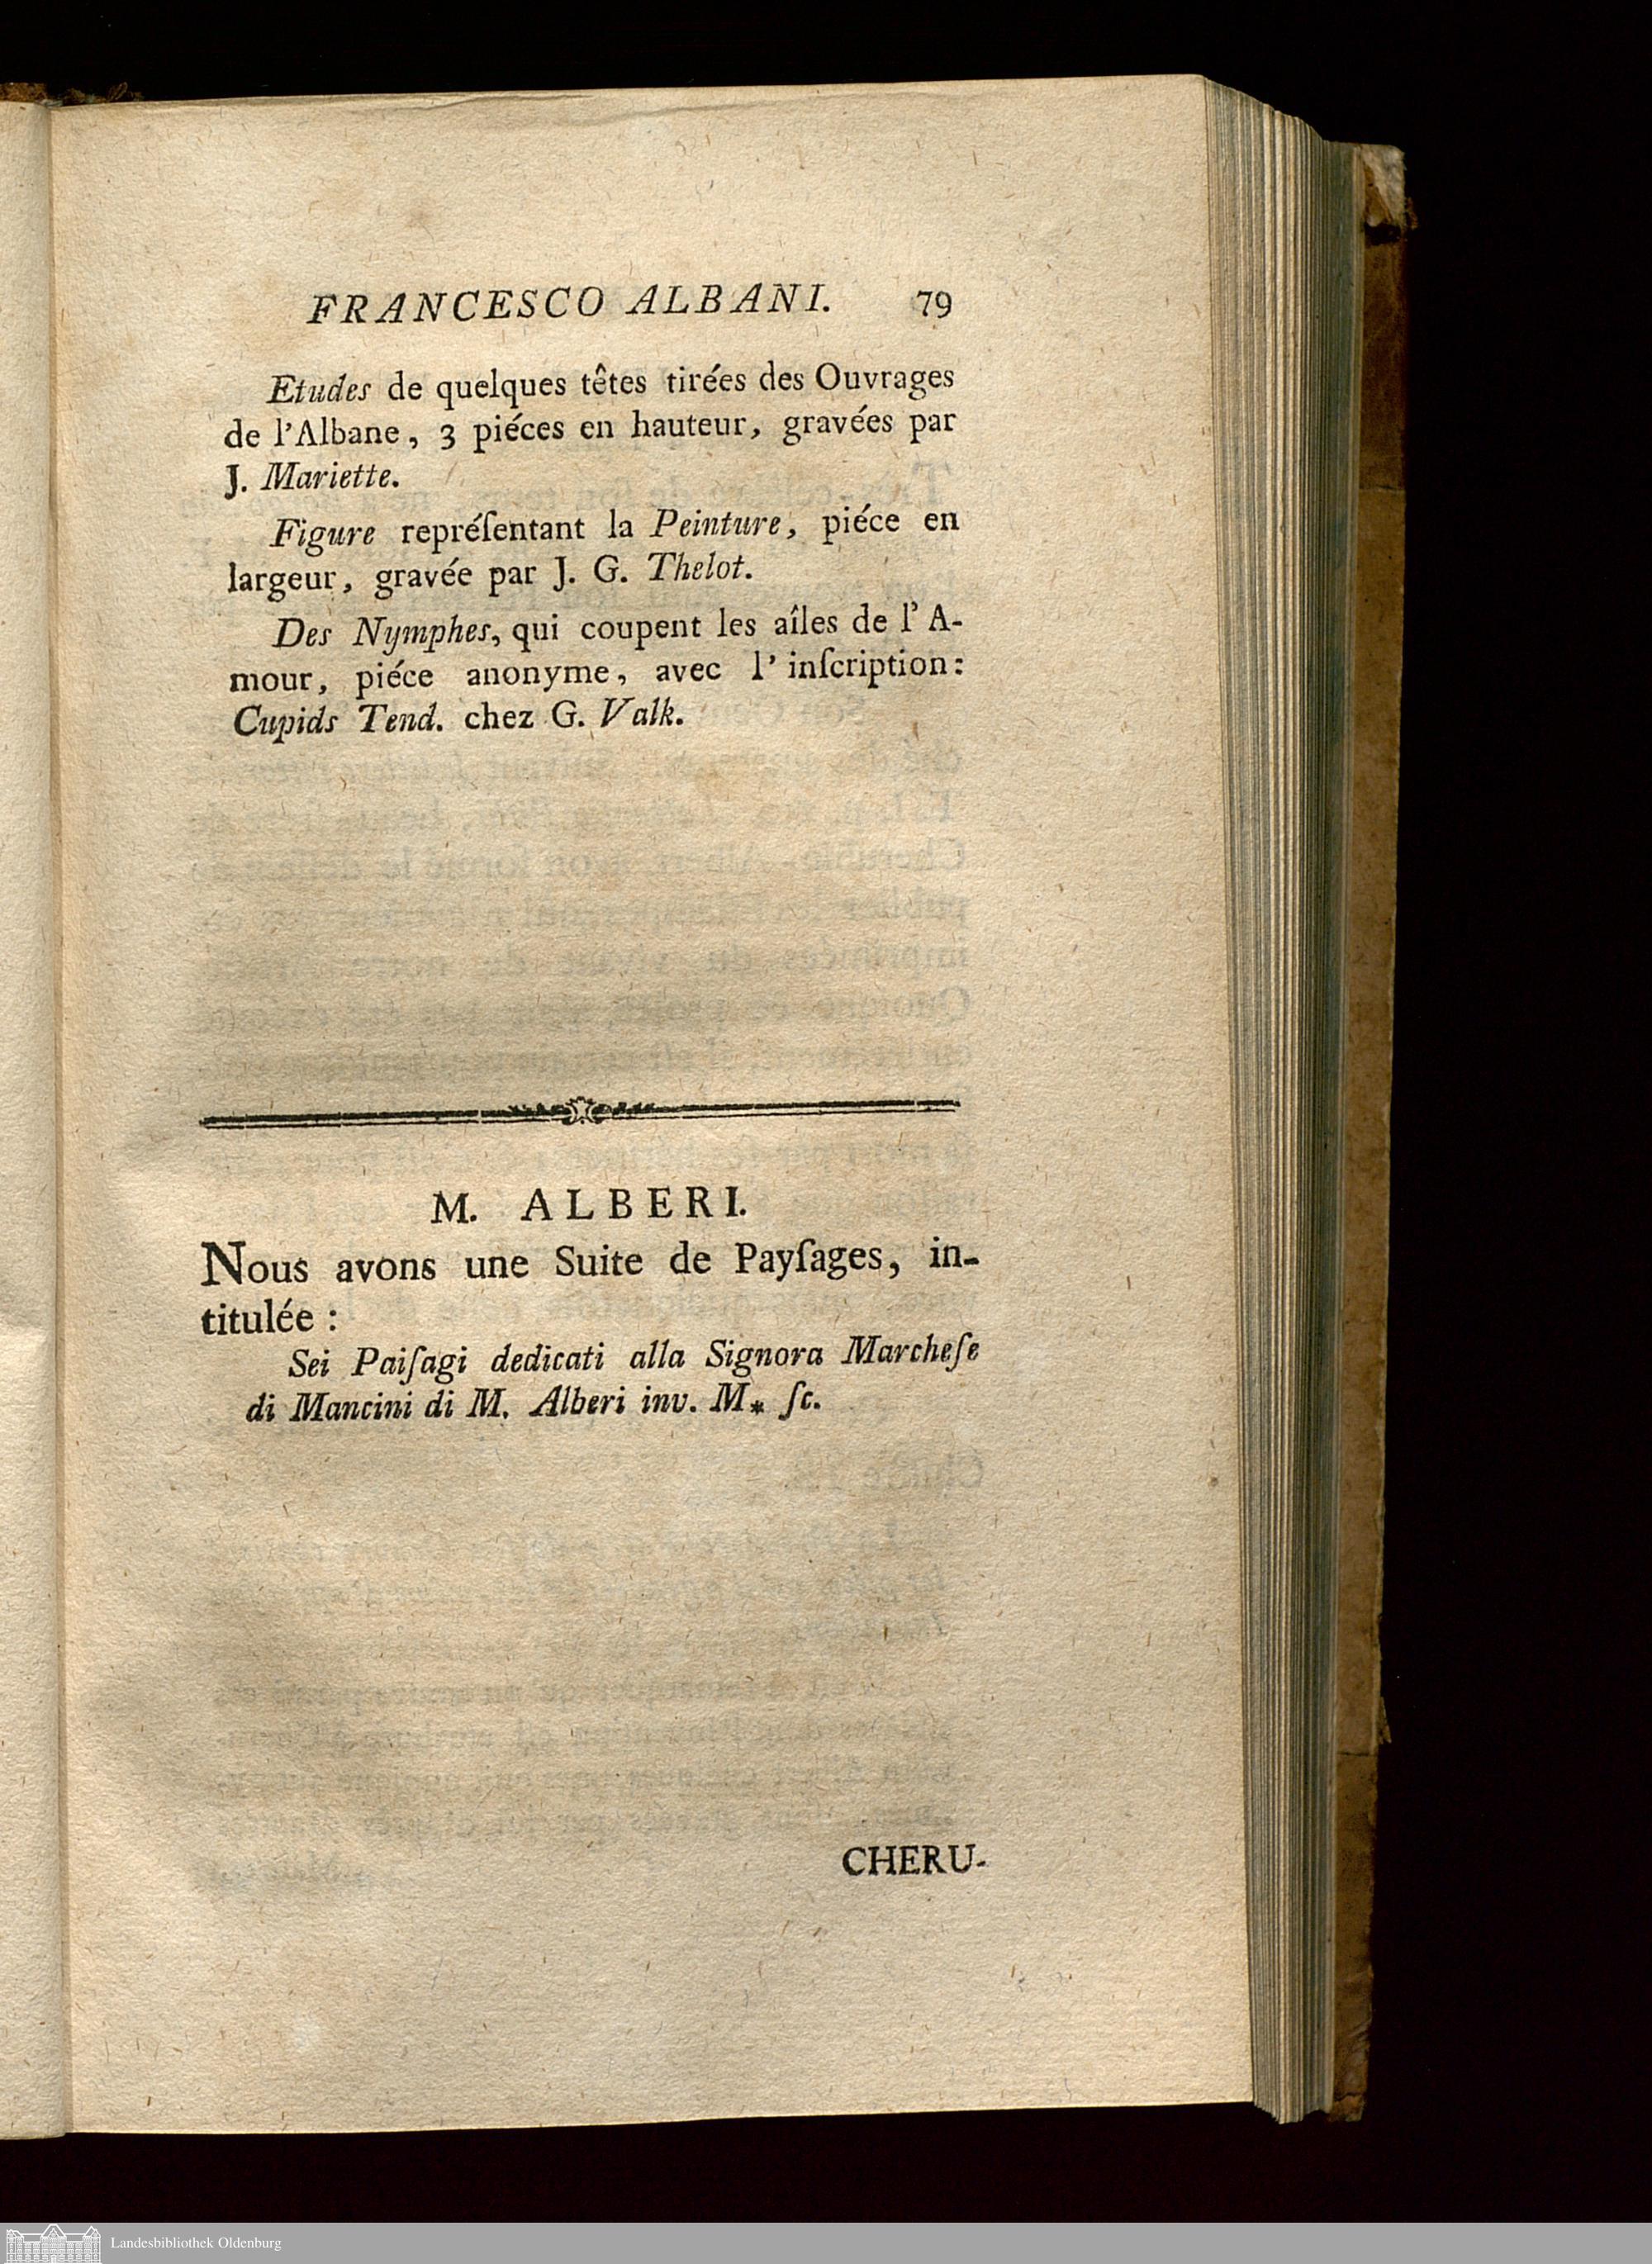 FRANCESCO ALBANI. 79
Etudes de quelques têtes tirées des Ouvrages
de l'Albane, 3 piéces en hauteur, gravées par
J. Mariette.
Figure repréſentant la Peinture, piéce en
largeur, gravée par J. G. Thelot.
Des Nymphes, qui coupent les aîles de l' A-
mour, piéce anonyme, avec l' inſcription:
Cupids Tend. chez G. Valk.
M. ALBERI.
Nous avons une Suite de Payſages, in-
titulée :
Sei Paiſagi dedicati alla Signora Marcheſe
di Mancini di M. Alberi inv. M* ſc.
CHERU-
Landesbibliothek Oldenburg